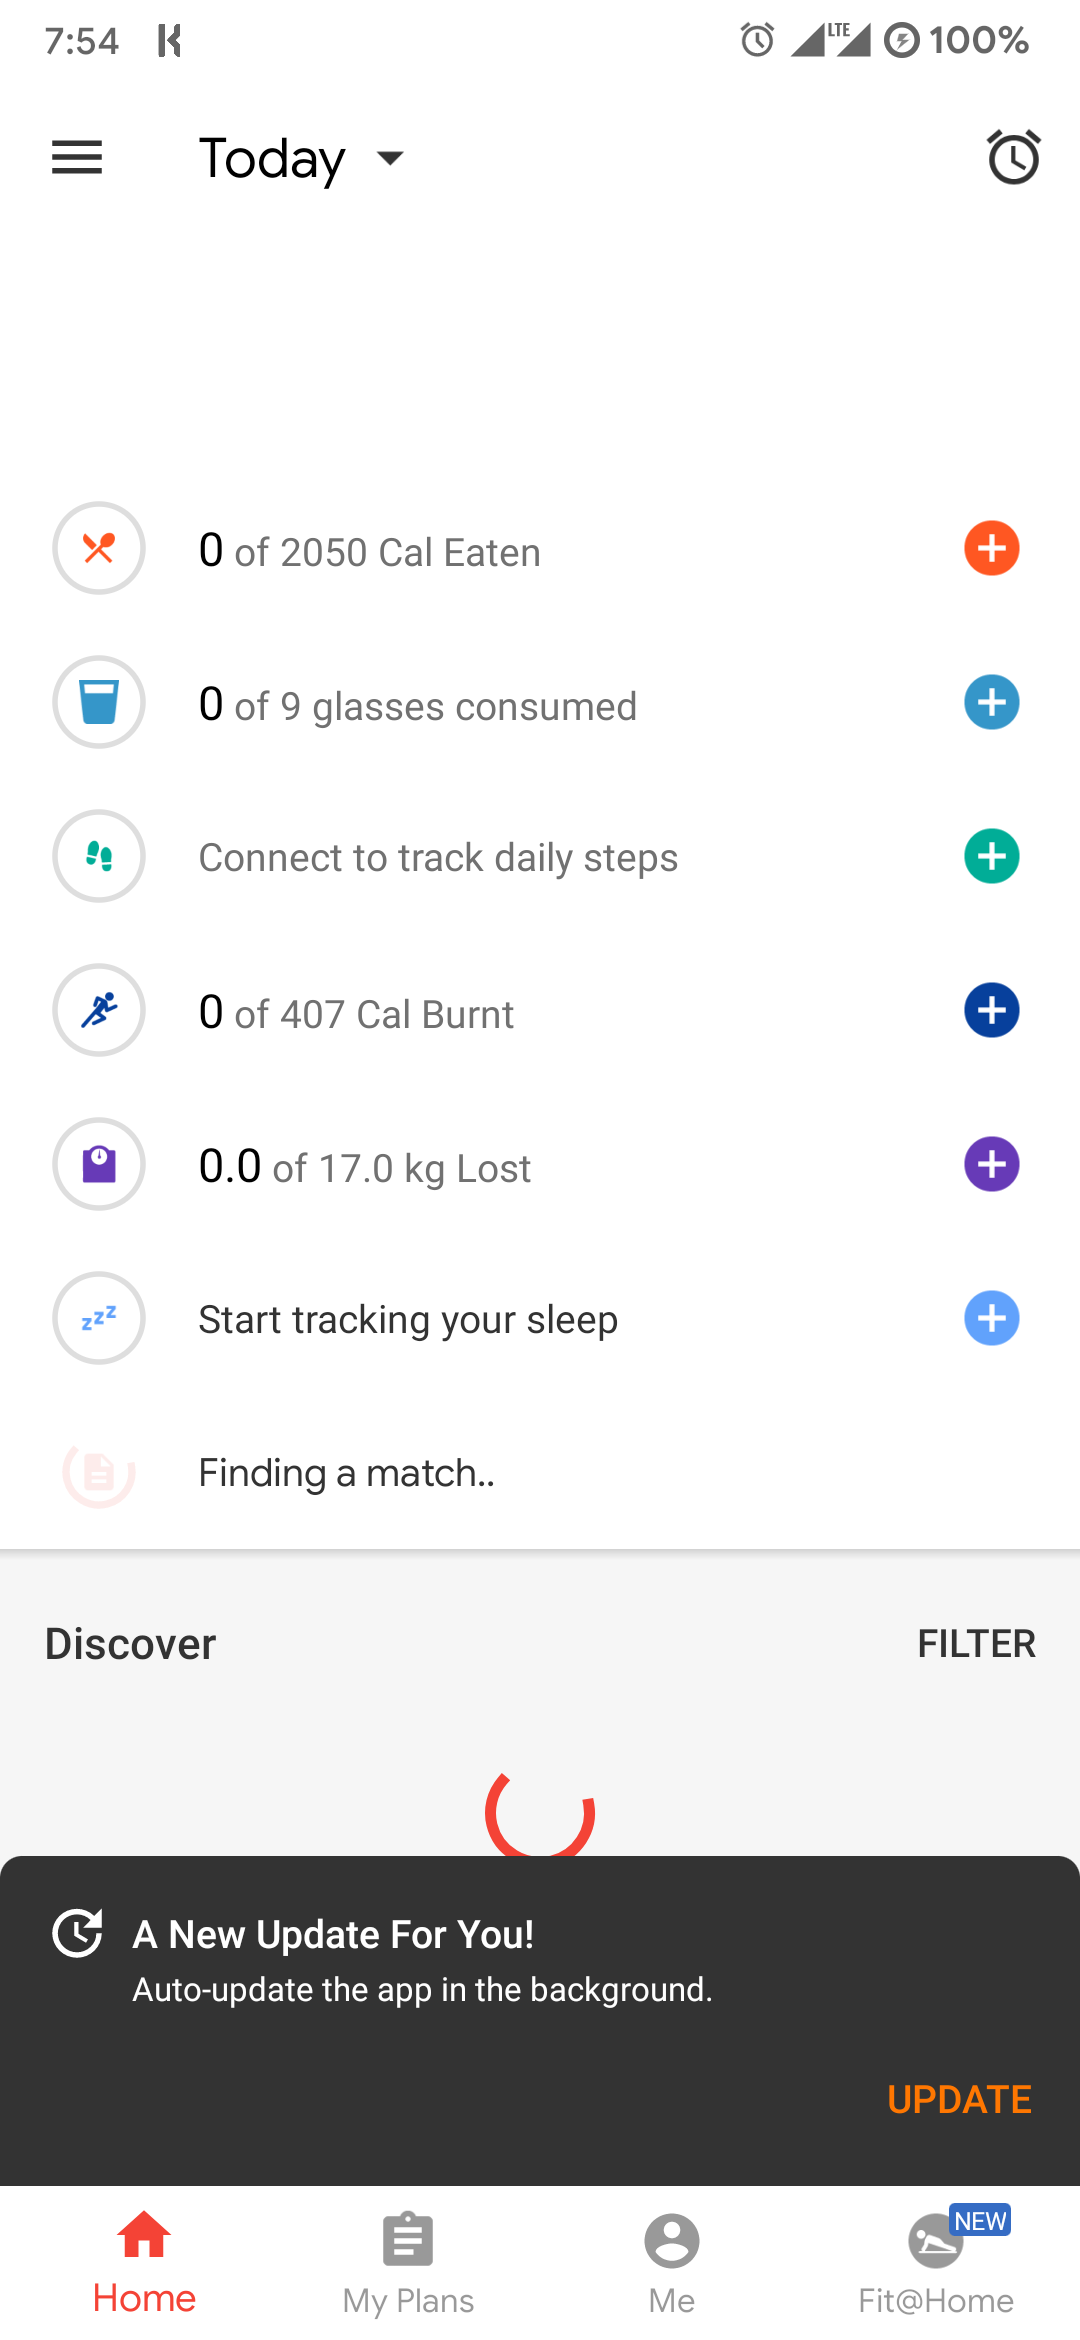 7:54 LTE 100%
Today
0 of 2050 Cal Eaten
0 of 9 glasses consumed
Connect to track daily steps
0 of 407 Cal Burnt
0.0 of 17.0 kg Lost
zzz Start tracking your sleep
Finding a match..
Discover FILTER
A New Update For You!
Auto-update the app in the background.
UPDATE
NEW
Home My Plans Me Fit@Home